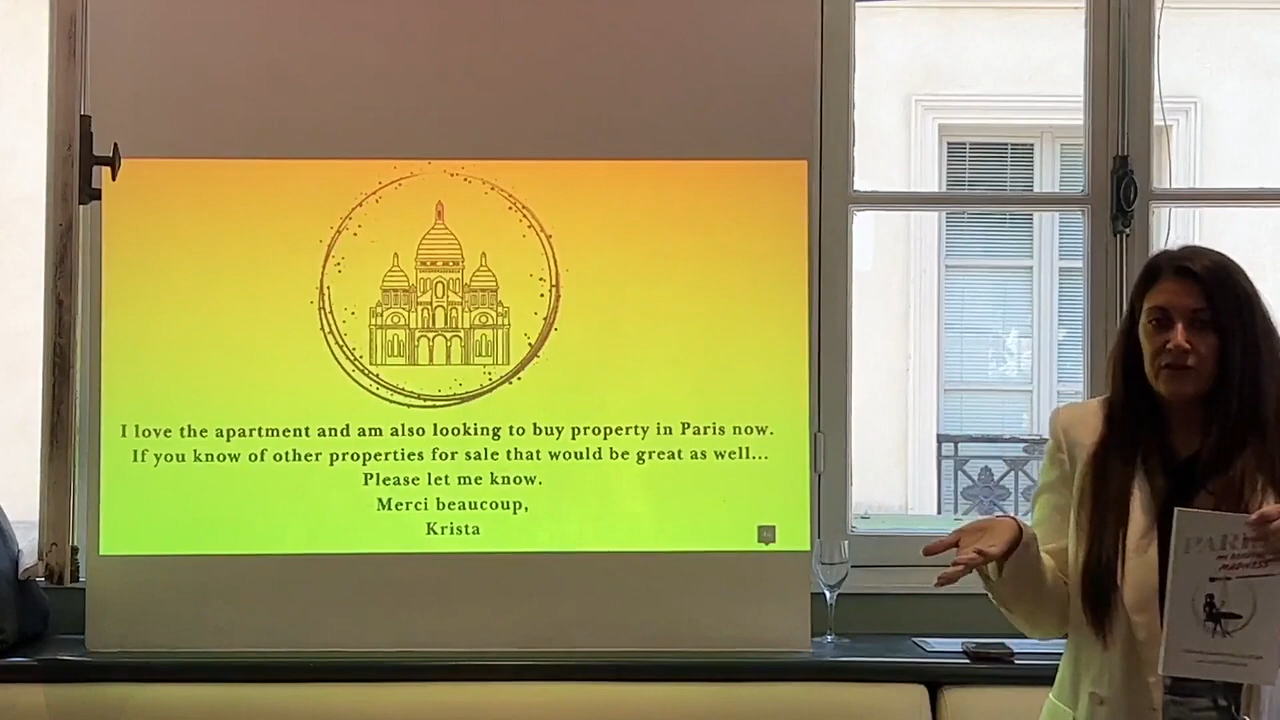 I love the apartment and am also looking to buy property in Paris now.
If you know of other properties for sale that would be great as well...
Please let me know.
Merci beaucoup,
Krista
MADNESS